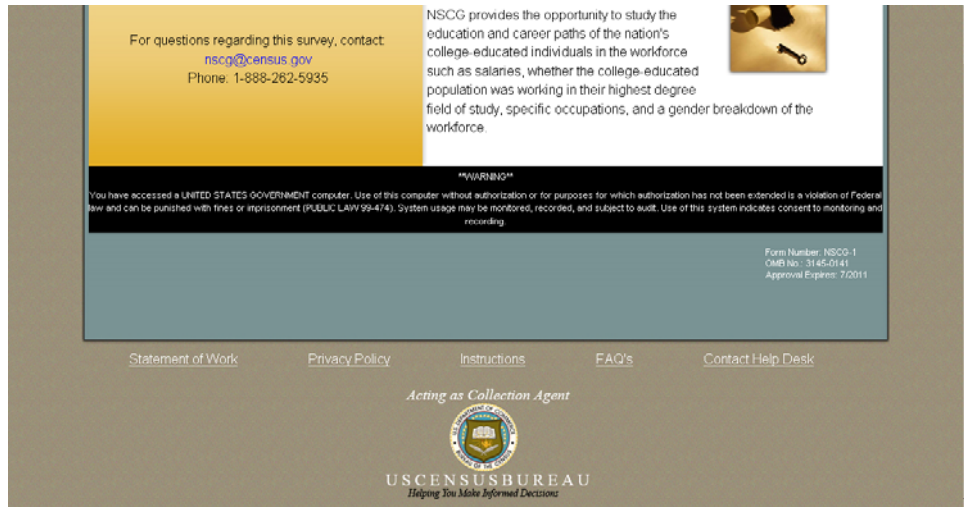 For questions regarding this survey, contact:
nscg@census.gov
Phone: 1-888-262-5935
NSCG provides the opportunity to study the
education and career paths of the nation's
college-educated individuals in the workforce
such as salaries, whether the college-educated
population was working in their highest degree
field of study, specific occupations, and a gender breakdown of the
workforce.
**WARNING**
You have accessed a UNITED STATES GOVERNMENT computer. Use of this computer without authorization or for purposes for which authorization has not been extended is a violation of Federal
law and can be punished with fines or imprisonment (PUBLIC LAW 99-474). System usage may be monitored, recorded, and subject to audit. Use of this system indicates consent to monitoring and
recording.
Form Number: NSCG-1
OMB No.: 3145-0141
Approval Expires: 7/2011
Statement of Work Privacy Policy Instructions FAQ's Contact Help Desk
Acting as Collection Agent
U.S. DEPARTMENT OF COMMERCE
BUREAU OF THE CENSUS
USCENSUSBUREAU
Helping You Make Informed Decisions